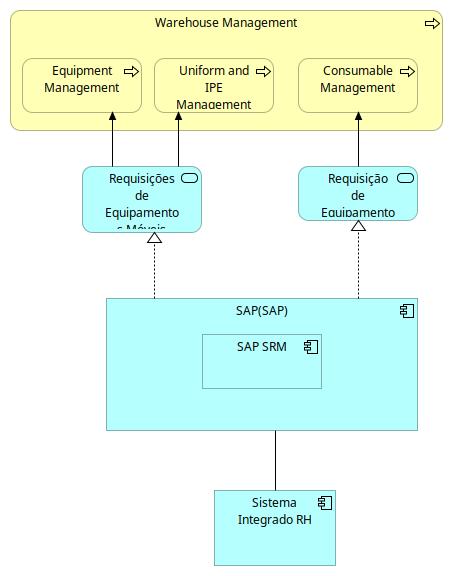 Warehouse Management
Equipment
Management
Uniform and
IPE
Management
Consumable
Management
Requisições
de
Equipamento
s Móveis
Requisição
de
Equipamento
SAP(SAP)
SAP SRM
Sistema
Integrado RH